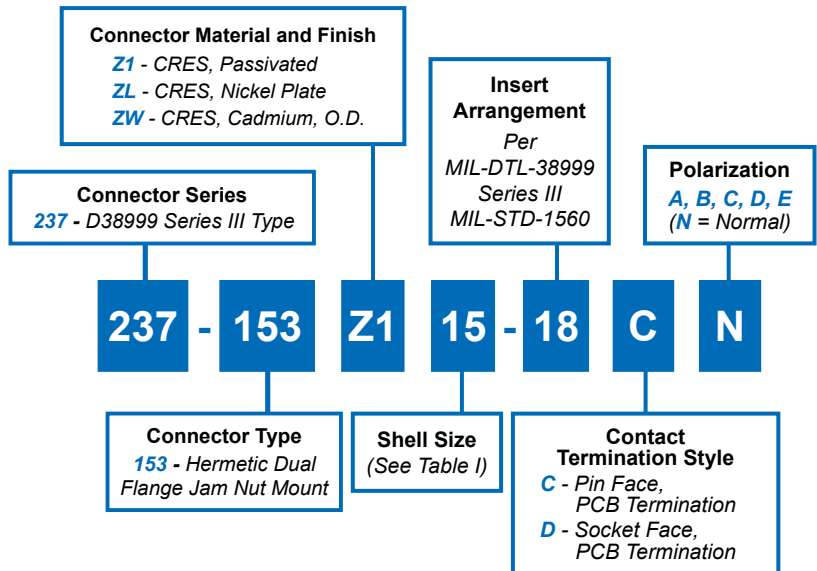 Connector Material and Finish
Z1 - CRES, Passivated
ZL - CRES, Nickel Plate
ZW - CRES, Cadmium, O.D.
Insert
Arrangement
Per
MIL-DTL-38999
Series III
MIL-STD-1560
Polarization
A, B, C, D, E
(N = Normal)
Connector Series
237 - D38999 Series III Type
237 - 153 Z1 15 - 18 C N
Connector Type
153 - Hermetic Dual
Flange Jam Nut Mount
Shell Size
(See Table I)
Contact
Termination Style
C - Pin Face,
PCB Termination
D - Socket Face,
PCB Termination